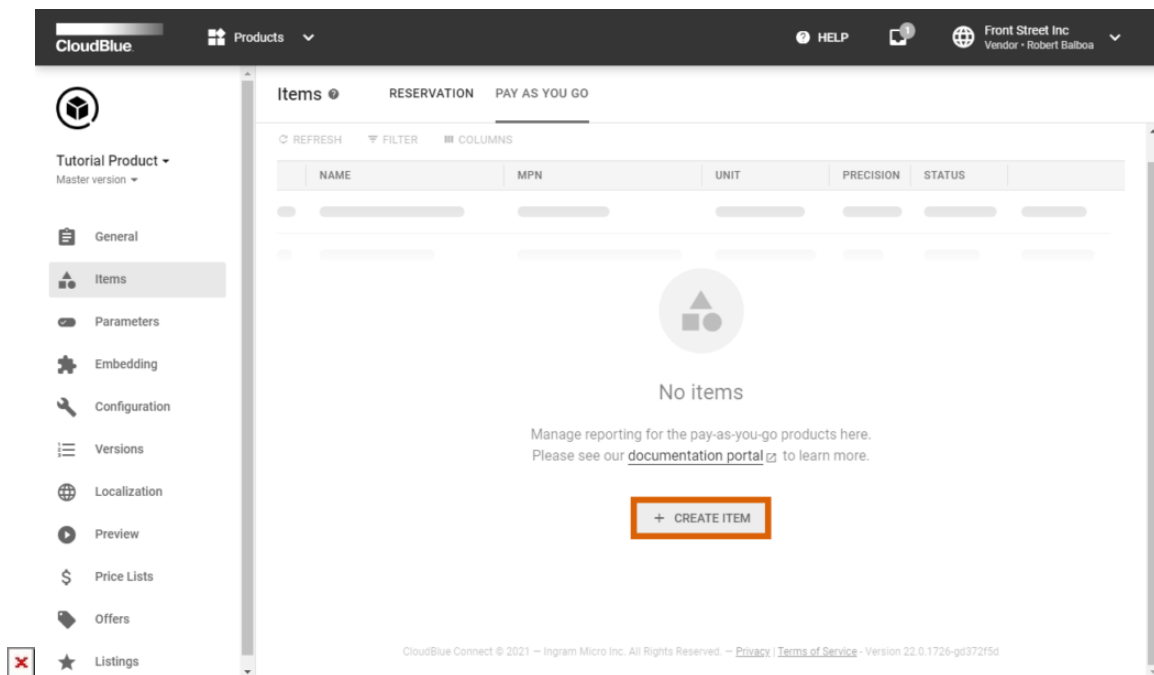 CloudBlue.
Products
HELP
1
Front Street Inc
Vendor • Robert Balboa
Tutorial Product
Master version
General
Items
Parameters
Embedding
Configuration
Versions
Localization
Preview
Price Lists
Offers
Listings
Items
RESERVATION
PAY AS YOU GO
REFRESH
FILTER
COLUMNS
NAME MPN UNIT PRECISION STATUS
No items
Manage reporting for the pay-as-you-go products here.
Please see our documentation portal to learn more.
+ CREATE ITEM
CloudBlue Connect © 2021 — Ingram Micro Inc. All Rights Reserved. — Privacy | Terms of Service - Version 22.0.1726-gd372f5d